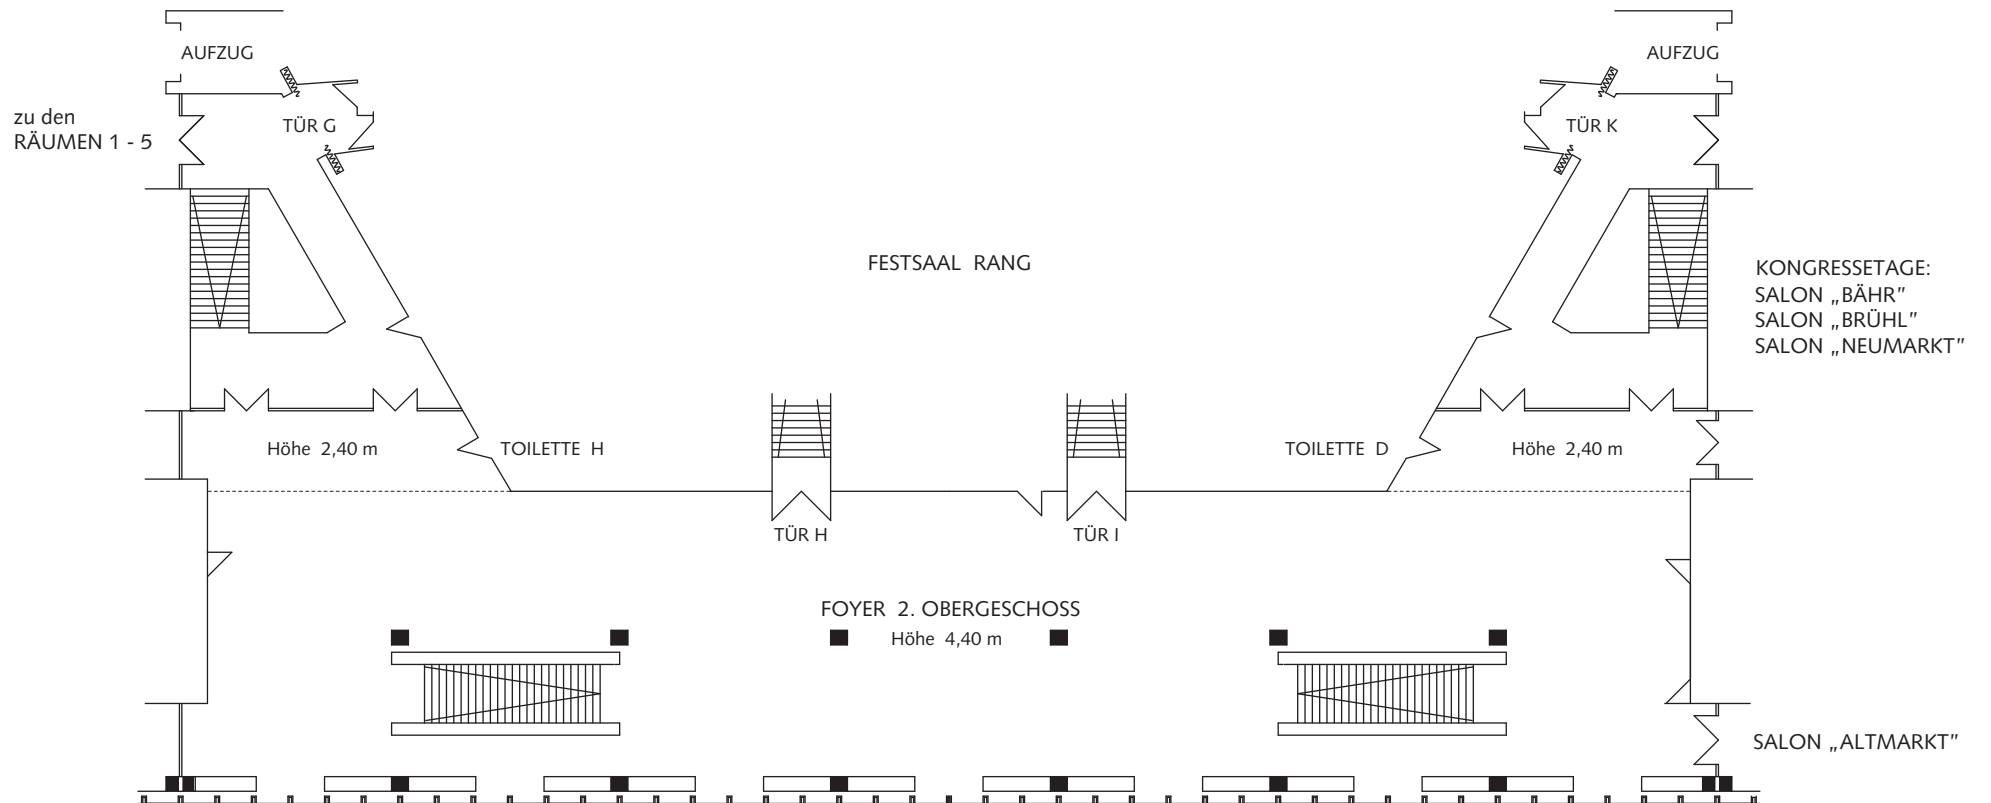 AUFZUG
AUFZUG
zu den
RÄUMEN 1 - 5
TÜR G
TÜR K
FESTSAAL RANG
KONGRESSETAGE:
SALON „BÄHR”
SALON „BRÜHL”
SALON „NEUMARKT”
Höhe 2,40 m
TOILETTE H
TOILETTE D
Höhe 2,40 m
TÜR H
TÜR I
FOYER 2. OBERGESCHOSS
Höhe 4,40 m
SALON „ALTMARKT”